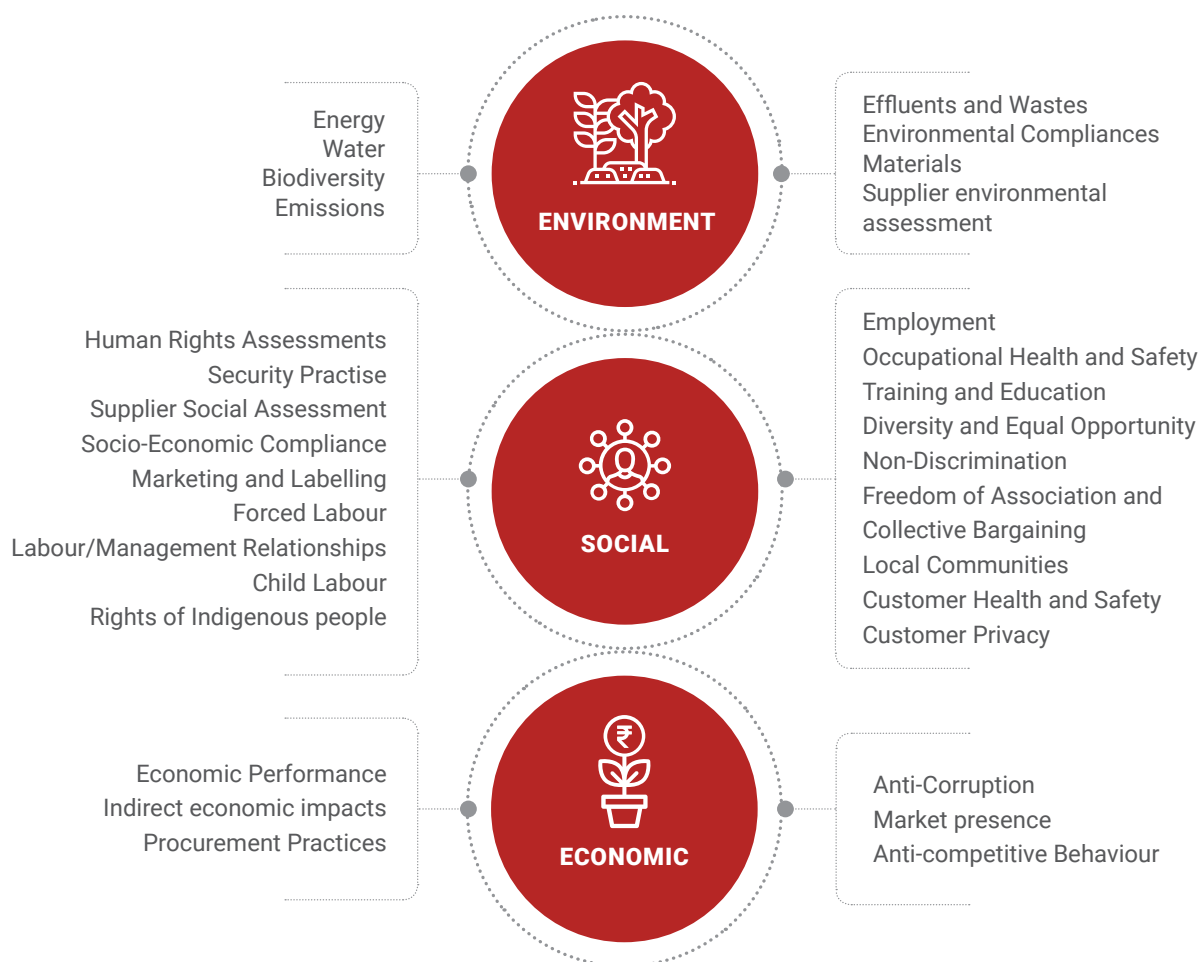 Energy
Water
Biodiversity
Emissions
ENVIRONMENT
Effluents and Wastes
Environmental Compliances
Materials
Supplier environmental
assessment
Human Rights Assessments
Security Practise
Supplier Social Assessment
Socio-Economic Compliance
Marketing and Labelling
Forced Labour
Labour/Management Relationships
Child Labour
Rights of Indigenous people
SOCIAL
Employment
Occupational Health and Safety
Training and Education
Diversity and Equal Opportunity
Non-Discrimination
Freedom of Association and
Collective Bargaining
Local Communities
Customer Health and Safety
Customer Privacy
Economic Performance
Indirect economic impacts
Procurement Practices
₹
ECONOMIC
Anti-Corruption
Market presence
Anti-competitive Behaviour